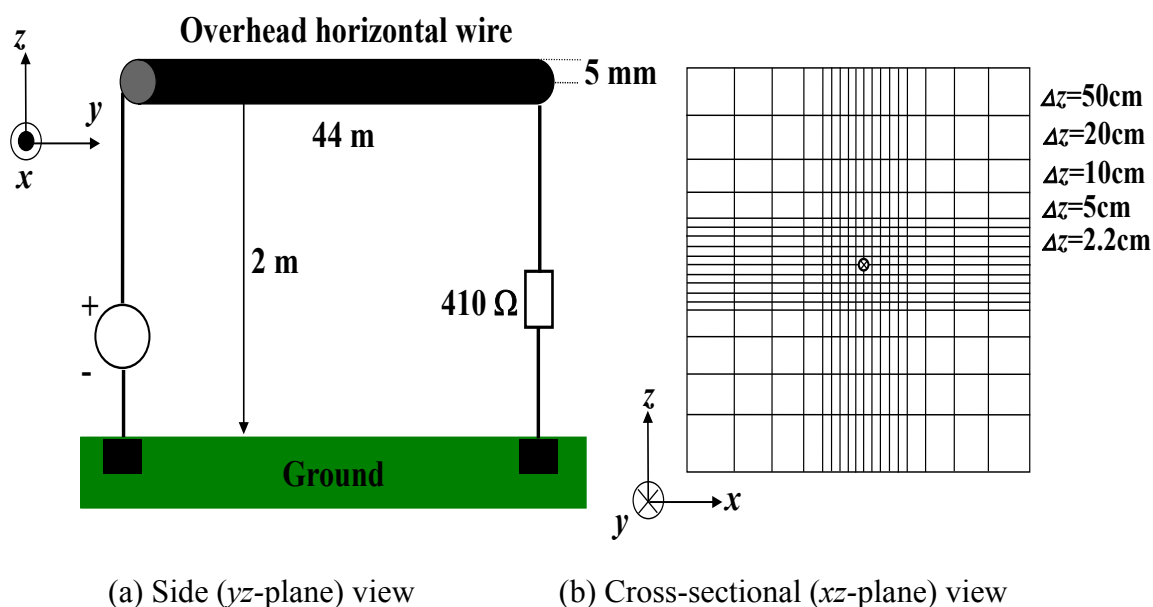 Overhead horizontal wire
z
y
x
5 mm
44 m
2 m
+
-
410 Ω
Ground
Δz=50cm
Δz=20cm
Δz=10cm
Δz=5cm
Δz=2.2cm
z
y
x
(a) Side (yz-plane) view
(b) Cross-sectional (xz-plane) view